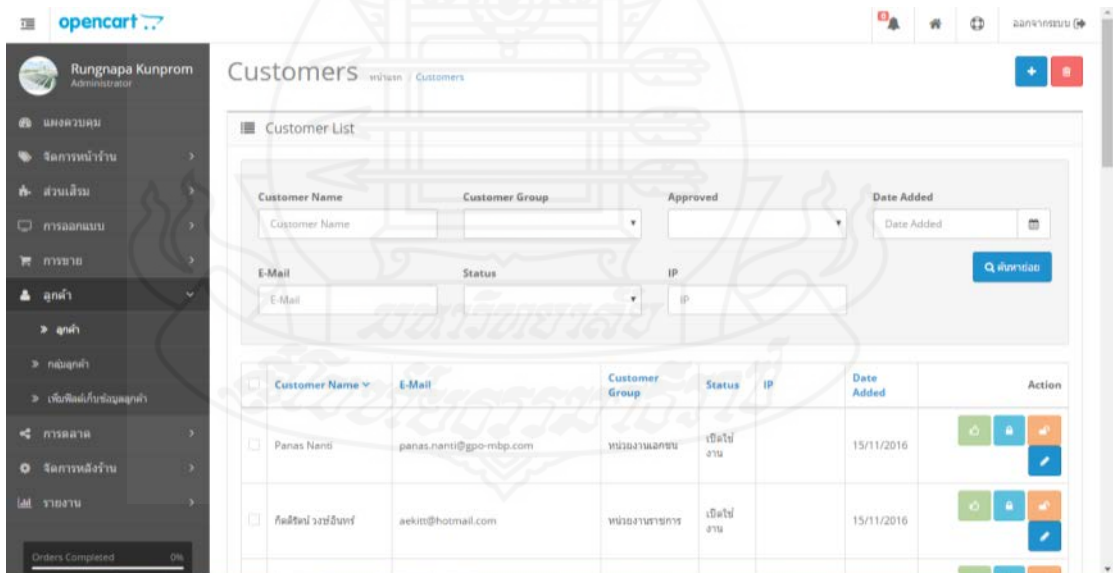 opencart
0
ออกจากระบบ
Rungnapa Kunprom
Administrator
แผงควบคุม
จัดการหน้าร้าน
ส่วนเสริม
การออกแบบ
การขาย
ลูกค้า
ลูกค้า
กลุ่มลูกค้า
เพิ่มฟิลด์เก็บข้อมูลลูกค้า
การตลาด
จัดการหลังร้าน
รายงาน
Orders Completed 0%
Customers หน้าแรก / Customers
Customer List
Customer Name Customer Group Approved Date Added
Customer Name Date Added
E-Mail Status IP ค้นหาย่อย
E-Mail IP
Customer Name E-Mail Customer Group Status IP Date Added Action
Panas Nanti panas.nanti@gpo-mbp.com หน่วยงานเอกชน เปิดใช้งาน 15/11/2016
aekitt@hotmail.com หน่วยงานราชการ เปิดใช้งาน 15/11/2016